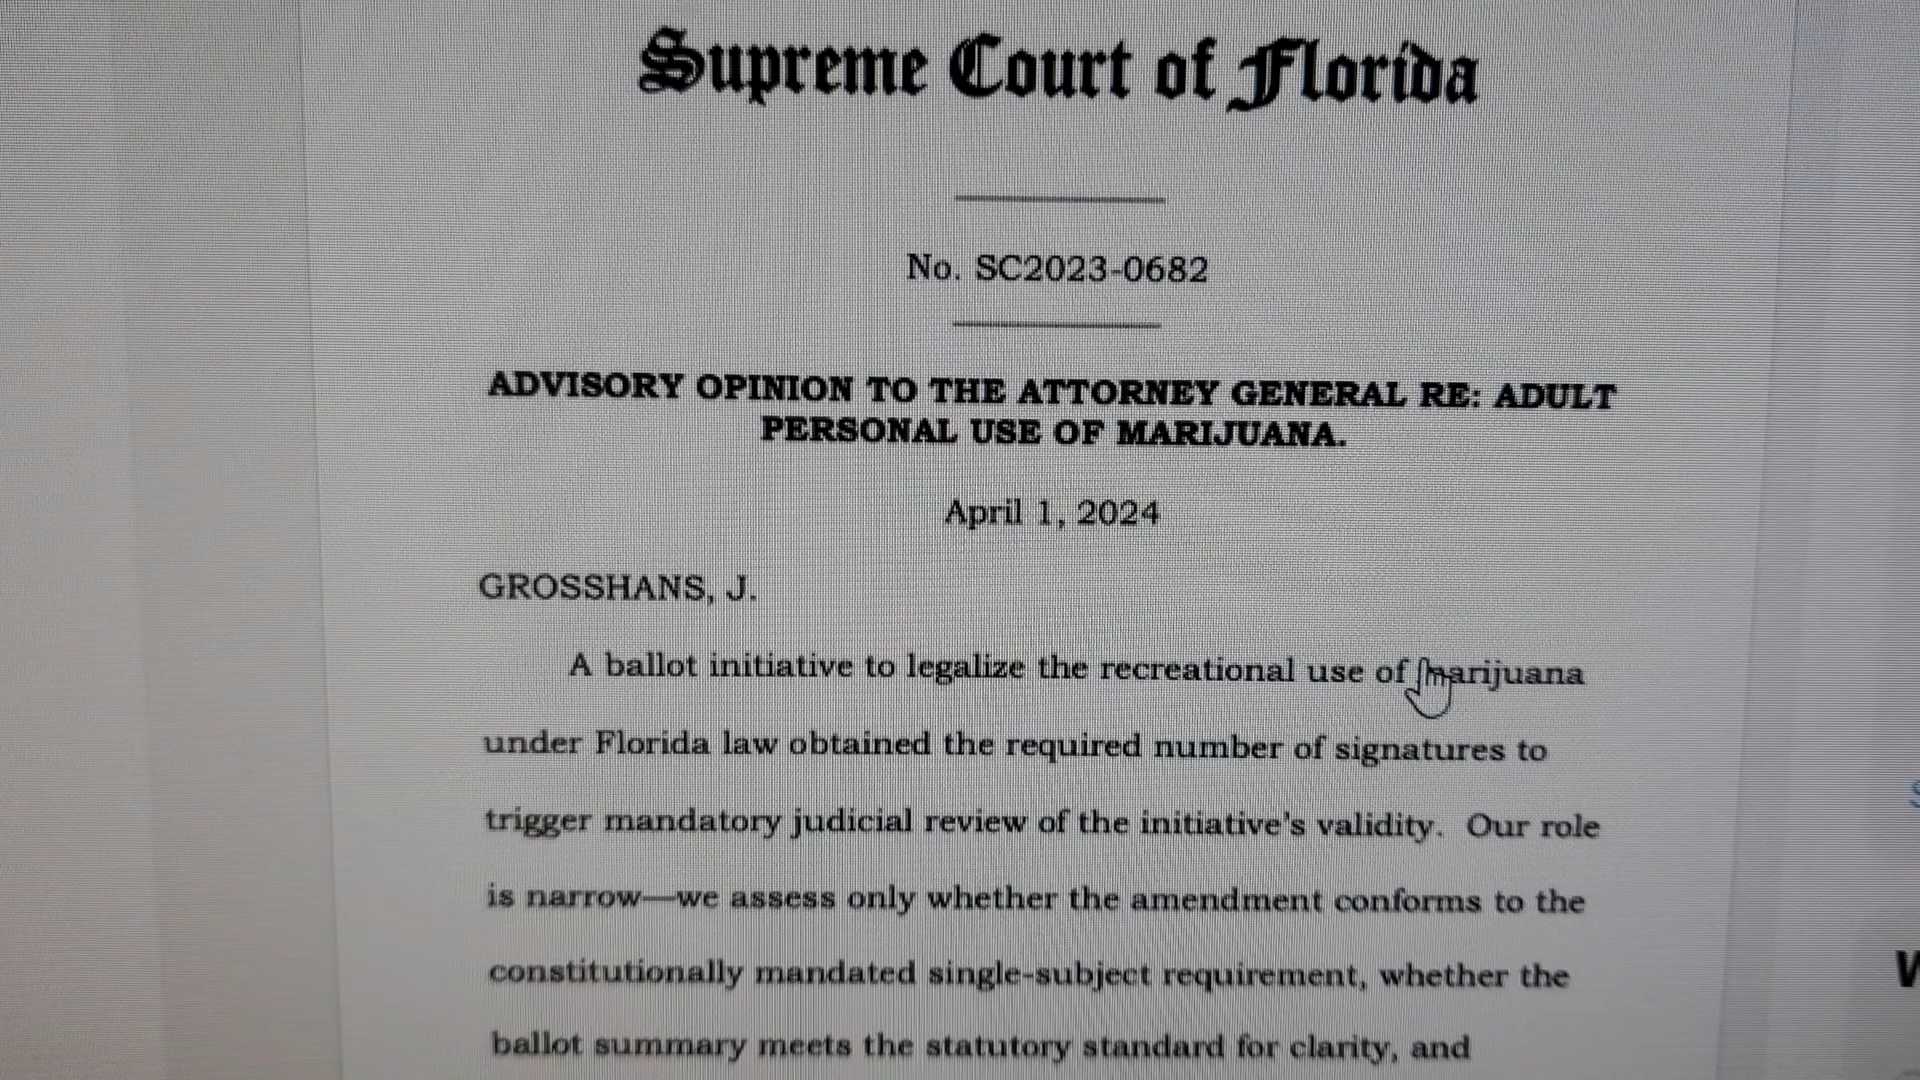 Supreme Court of Florida
No. SC2023-0682
ADVISORY OPINION TO THE ATTORNEY GENERAL RE: ADULT
PERSONAL USE OF MARIJUANA.
April 1, 2024
GROSSHANS, J.
A ballot initiative to legalize the recreational use of marijuana
under Florida law obtained the required number of signatures to
trigger mandatory judicial review of the initiative's validity. Our role
is narrow—we assess only whether the amendment conforms to the
constitutionally mandated single-subject requirement, whether the
ballot summary meets the statutory standard for clarity, and